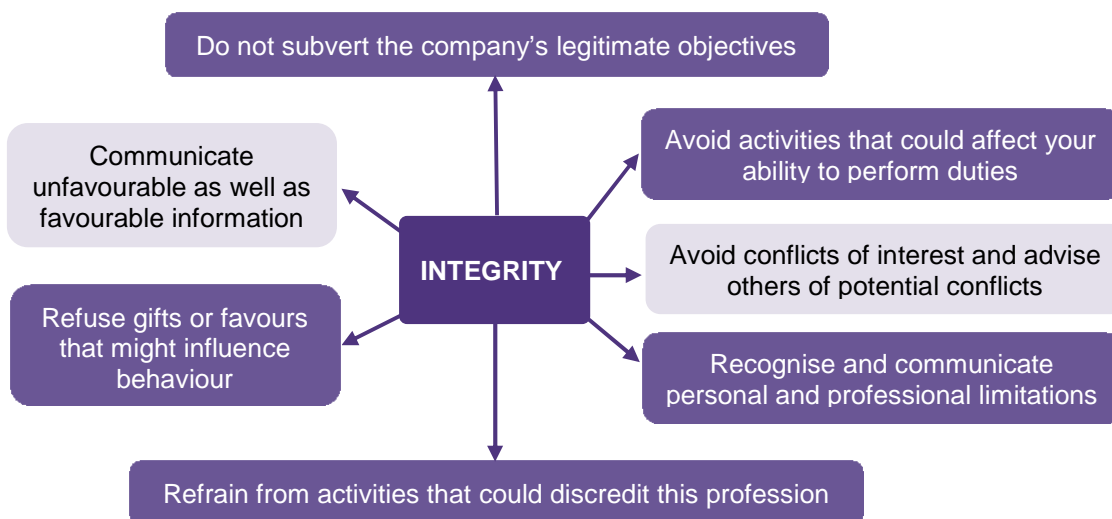 Do not subvert the company’s legitimate objectives
Communicate
unfavourable as well as
favourable information
Avoid activities that could affect your
ability to perform duties
INTEGRITY
Avoid conflicts of interest and advise
others of potential conflicts
Refuse gifts or favours
that might influence
behaviour
Recognise and communicate
personal and professional limitations
Refrain from activities that could discredit this profession